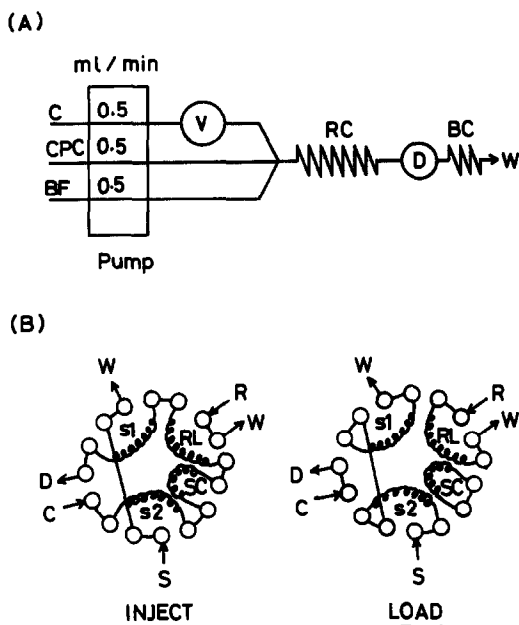 (A)
ml/min
C 0.5 V
RC BC
CPC 0.5 D W
BF 0.5
Pump
(B)
W R W s1 RL D SC C s2 S
INJECT
W R W s1 RL D SC C s2 S
LOAD